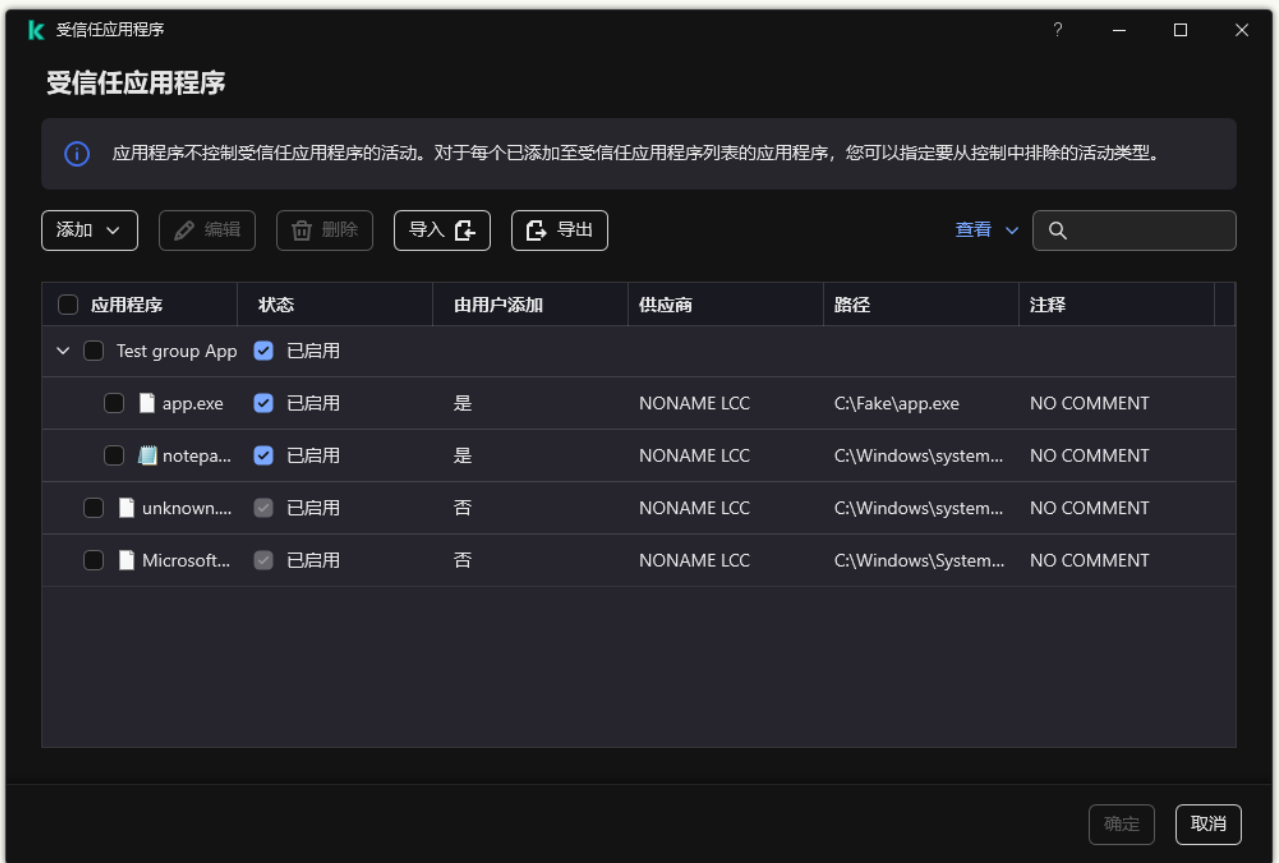 受信任应用程序
?
受信任应用程序
应用程序不控制受信任应用程序的活动。对于每个已添加至受信任应用程序列表的应用程序，您可以指定要从控制中排除的活动类型。
添加 编辑 删除 导入 导出 查看
应用程序 状态 由用户添加 供应商 路径 注释
Test group App 已启用
app.exe 已启用 是 NONAME LCC C:\Fake\app.exe NO COMMENT
notepa... 已启用 是 NONAME LCC C:\Windows\system... NO COMMENT
unknown.... 已启用 否 NONAME LCC C:\Windows\system... NO COMMENT
Microsoft... 已启用 否 NONAME LCC C:\Windows\System... NO COMMENT
确定 取消